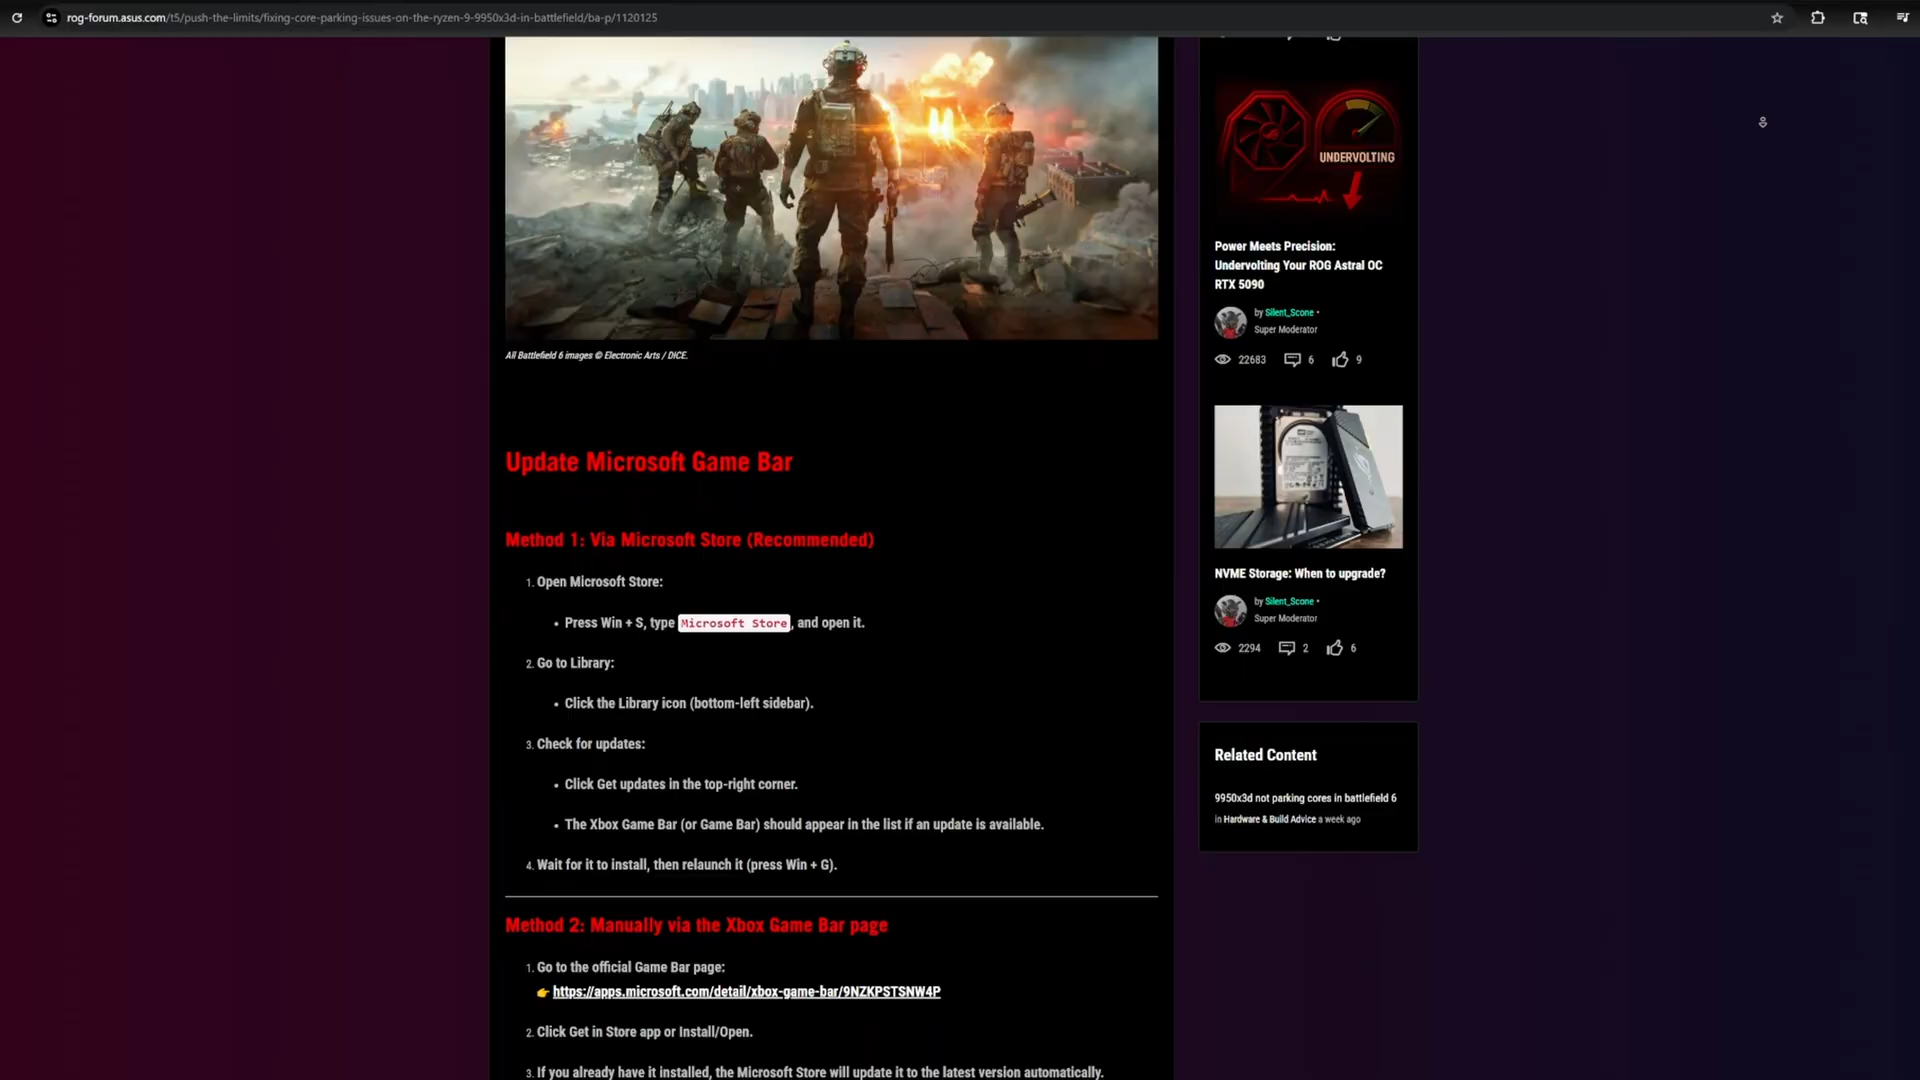 rog-forum.asus.com/t5/push-the-limits/fixing-core-parking-issues-on-the-ryzen-9-9950x3d-in-battlefield/ba-p/1120125
All Battlefield 6 images © Electronic Arts / DICE.
Update Microsoft Game Bar
Method 1: Via Microsoft Store (Recommended)
1. Open Microsoft Store:
• Press Win + S, type Microsoft Store, and open it.
2. Go to Library:
• Click the Library icon (bottom-left sidebar).
3. Check for updates:
• Click Get updates in the top-right corner.
• The Xbox Game Bar (or Game Bar) should appear in the list if an update is available.
4. Wait for it to install, then relaunch it (press Win + G).
Method 2: Manually via the Xbox Game Bar page
1. Go to the official Game Bar page:
👉 https://apps.microsoft.com/detail/xbox-game-bar/9NZKPSTSNW4P
2. Click Get in Store app or Install/Open.
3. If you already have it installed, the Microsoft Store will update it to the latest version automatically.
UNDERVOLTING
Power Meets Precision:
Undervolting Your ROG Astral OC
RTX 5090
by Silent_Scone •
Super Moderator
22683 6 9
NVME Storage: When to upgrade?
by Silent_Scone •
Super Moderator
2294 2 6
Related Content
9950x3d not parking cores in battlefield 6
in Hardware & Build Advice a week ago